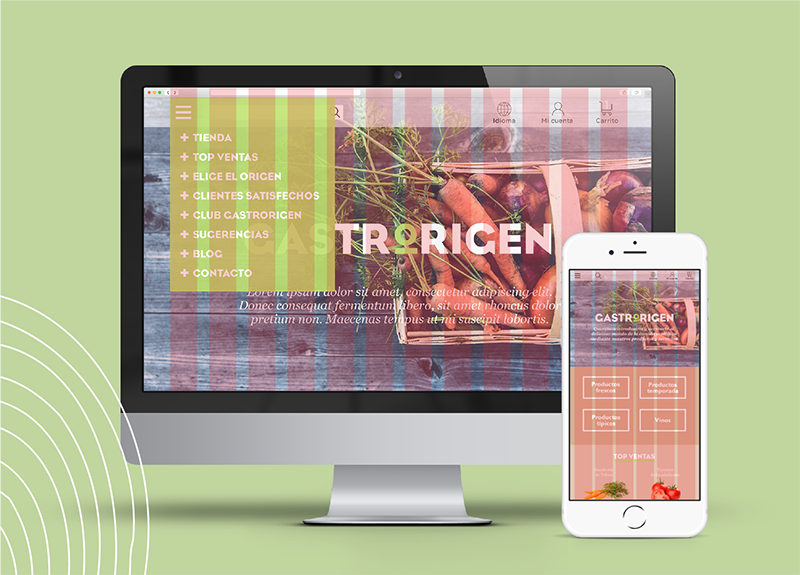 Idioma
Mi cuenta
Carrito
TIENDA
TOP VENTAS
ELIGE EL ORIGEN
CLIENTES SATISFECHOS
CLUB GASTRORIGEN
SUGERENCIAS
BLOG
CONTACTO
GASTRORIGEN
Lorem ipsum dolor sit amet, consectetur adipiscing elit.
Donec consequat fermentum libero, sit amet rhoncus dolor
pretium non. Maecenas tempus ut mi suscipit lobortis.
GASTRORIGEN
Productos
frescos
Productos
temporada
Productos
típicos
Vinos
TOP VENTAS